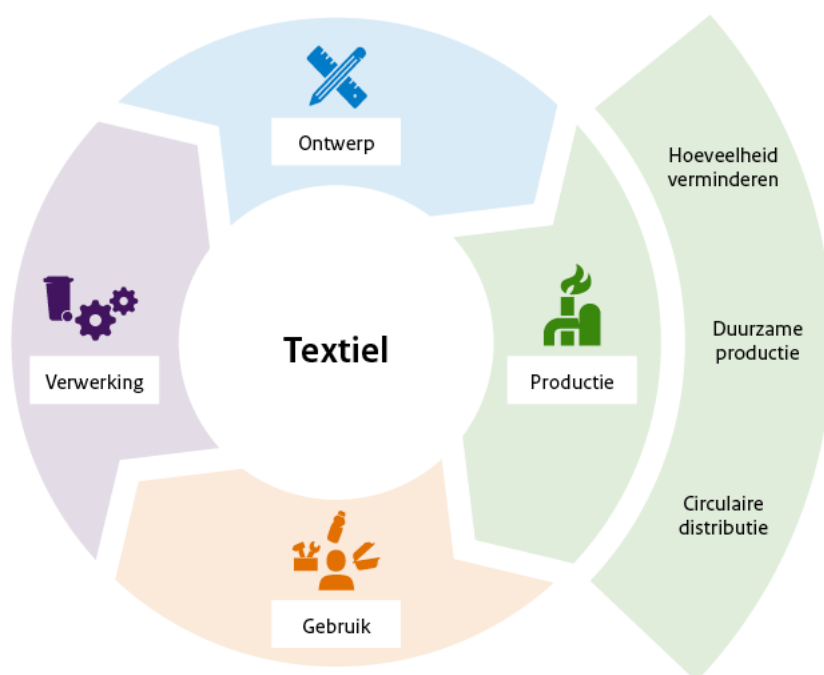 Ontwerp
Hoeveelheid
verminderen
Textiel
Duurzame
productie
Verwerking
Productie
Circulaire
distributie
Gebruik